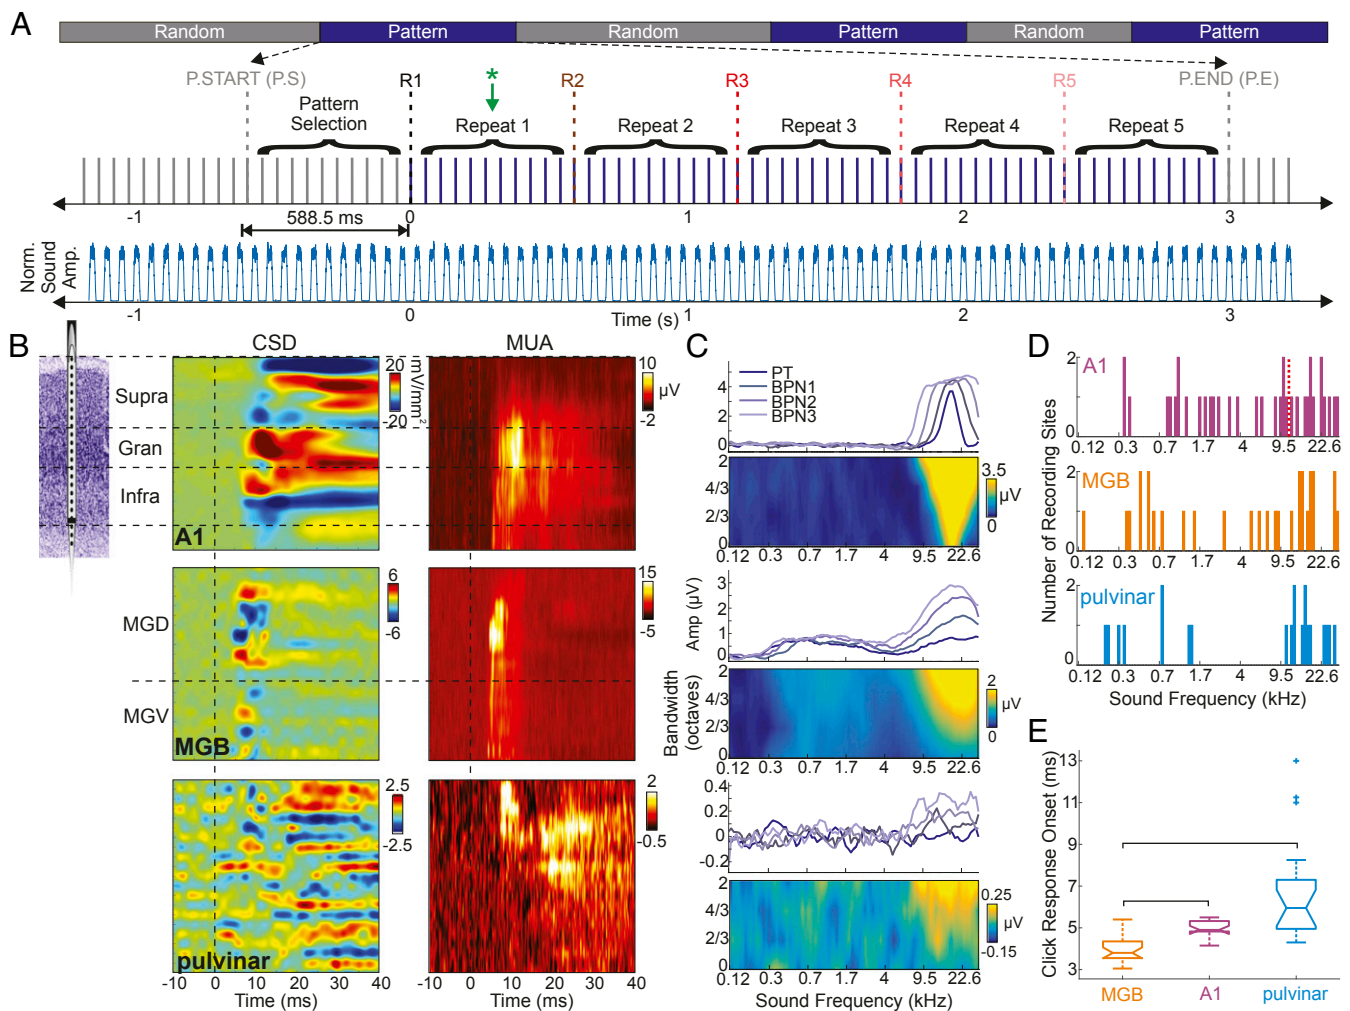 A
Random Pattern Random Pattern Random Pattern
P.START (P.S) R1 * R2 R3 R4 R5 P.END (P.E)
Pattern
Selection
Repeat 1 Repeat 2 Repeat 3 Repeat 4 Repeat 5
-1 0 1 2 3
588.5 ms
Norm.
Sound
Amp.
-1 0 1 2 3
Time (s)
B
CSD MUA
Supra
Gran
Infra
20
-20
mV/mm²
10
-2
µV
A1
MGD
MGV
6
-6
15
-5
MGB
2.5
-2.5
2
-0.5
pulvinar
-10 0 10 20 30 40
Time (ms)
-10 0 10 20 30 40
Time (ms)
C
PT
BPN1
BPN2
BPN3
4
2
0
2
4/3
2/3
3.5
µV
0
0.12 0.3 0.7 1.7 4 9.5 22.6
3
2
1
0
Amp (µV)
2
4/3
2/3
Bandwidth
(octaves)
2
µV
0
0.12 0.3 0.7 1.7 4 9.5 22.6
0.4
0.2
0
-0.2
2
4/3
2/3
0.25
µV
-0.15
0.12 0.3 0.7 1.7 4 9.5 22.6
Sound Frequency (kHz)
D
Number of Recording Sites
2
0
A1
0.12 0.3 0.7 1.7 4 9.5 22.6
2
0
MGB
0.12 0.3 0.7 1.7 4 9.5 22.6
2
0
pulvinar
0.12 0.3 0.7 1.7 4 9.5 22.6
Sound Frequency (kHz)
E
Click Response Onset (ms)
13
11
9
7
5
3
MGB A1 pulvinar